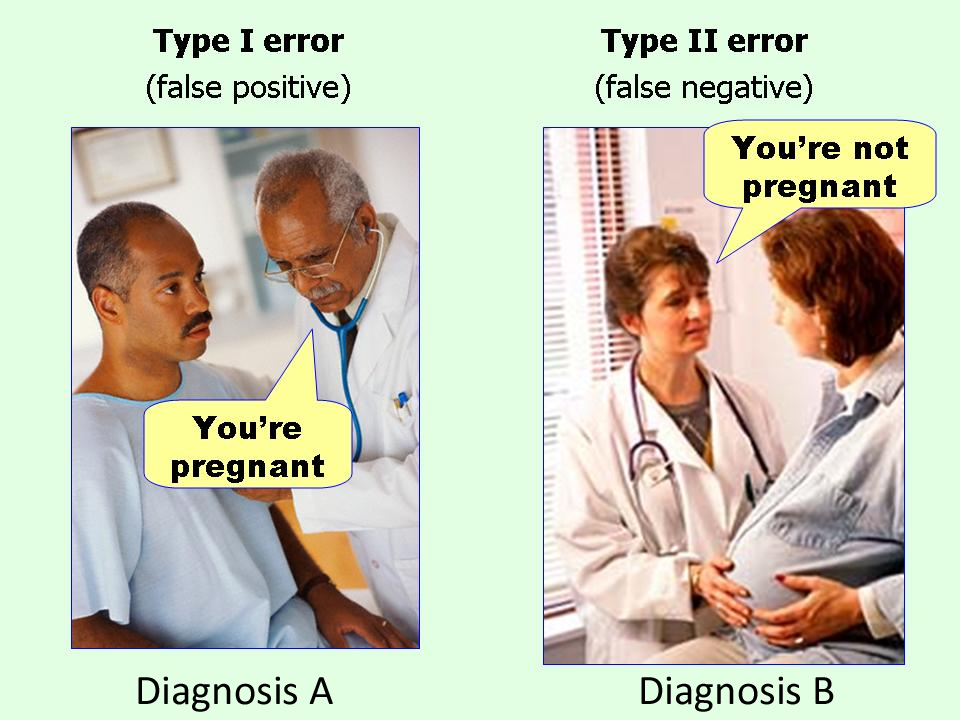 Type I error
(false positive)
You're
pregnant
Diagnosis A
Type II error
(false negative)
You're not
pregnant
Diagnosis B